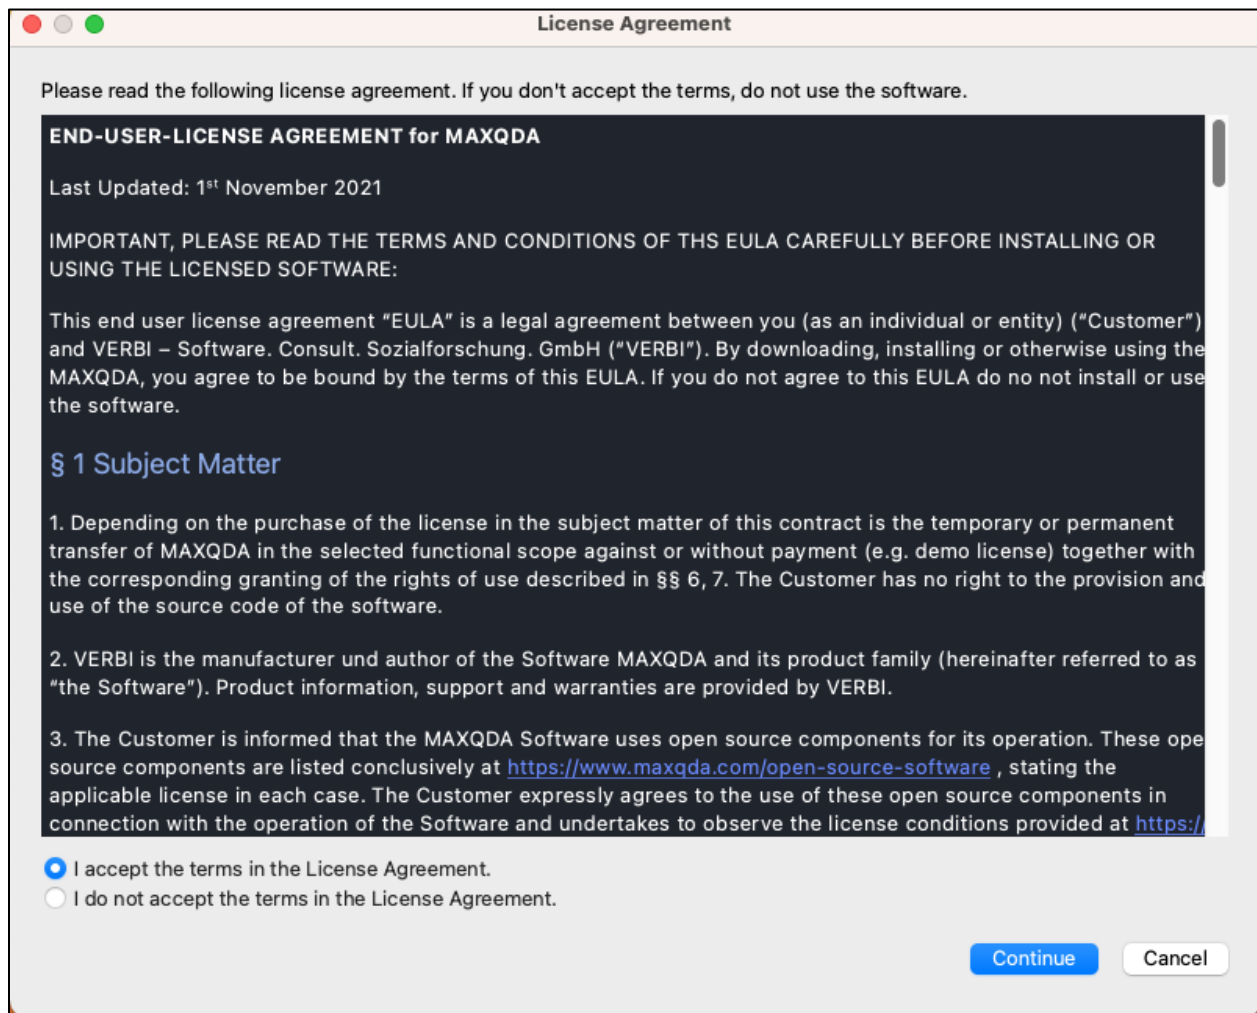 License Agreement
Please read the following license agreement. If you don't accept the terms, do not use the software.
END-USER-LICENSE AGREEMENT for MAXQDA
Last Updated: 1st November 2021
IMPORTANT, PLEASE READ THE TERMS AND CONDITIONS OF THS EULA CAREFULLY BEFORE INSTALLING OR
USING THE LICENSED SOFTWARE:
This end user license agreement “EULA” is a legal agreement between you (as an individual or entity) (“Customer”)
and VERBI – Software. Consult. Sozialforschung. GmbH (“VERBI”). By downloading, installing or otherwise using the
MAXQDA, you agree to be bound by the terms of this EULA. If you do not agree to this EULA do no not install or use
the software.
§ 1 Subject Matter
1. Depending on the purchase of the license in the subject matter of this contract is the temporary or permanent
transfer of MAXQDA in the selected functional scope against or without payment (e.g. demo license) together with
the corresponding granting of the rights of use described in §§ 6, 7. The Customer has no right to the provision and
use of the source code of the software.
2. VERBI is the manufacturer und author of the Software MAXQDA and its product family (hereinafter referred to as
“the Software”). Product information, support and warranties are provided by VERBI.
3. The Customer is informed that the MAXQDA Software uses open source components for its operation. These ope
source components are listed conclusively at https://www.maxqda.com/open-source-software , stating the
applicable license in each case. The Customer expressly agrees to the use of these open source components in
connection with the operation of the Software and undertakes to observe the license conditions provided at https://
I accept the terms in the License Agreement.
I do not accept the terms in the License Agreement.
Continue Cancel